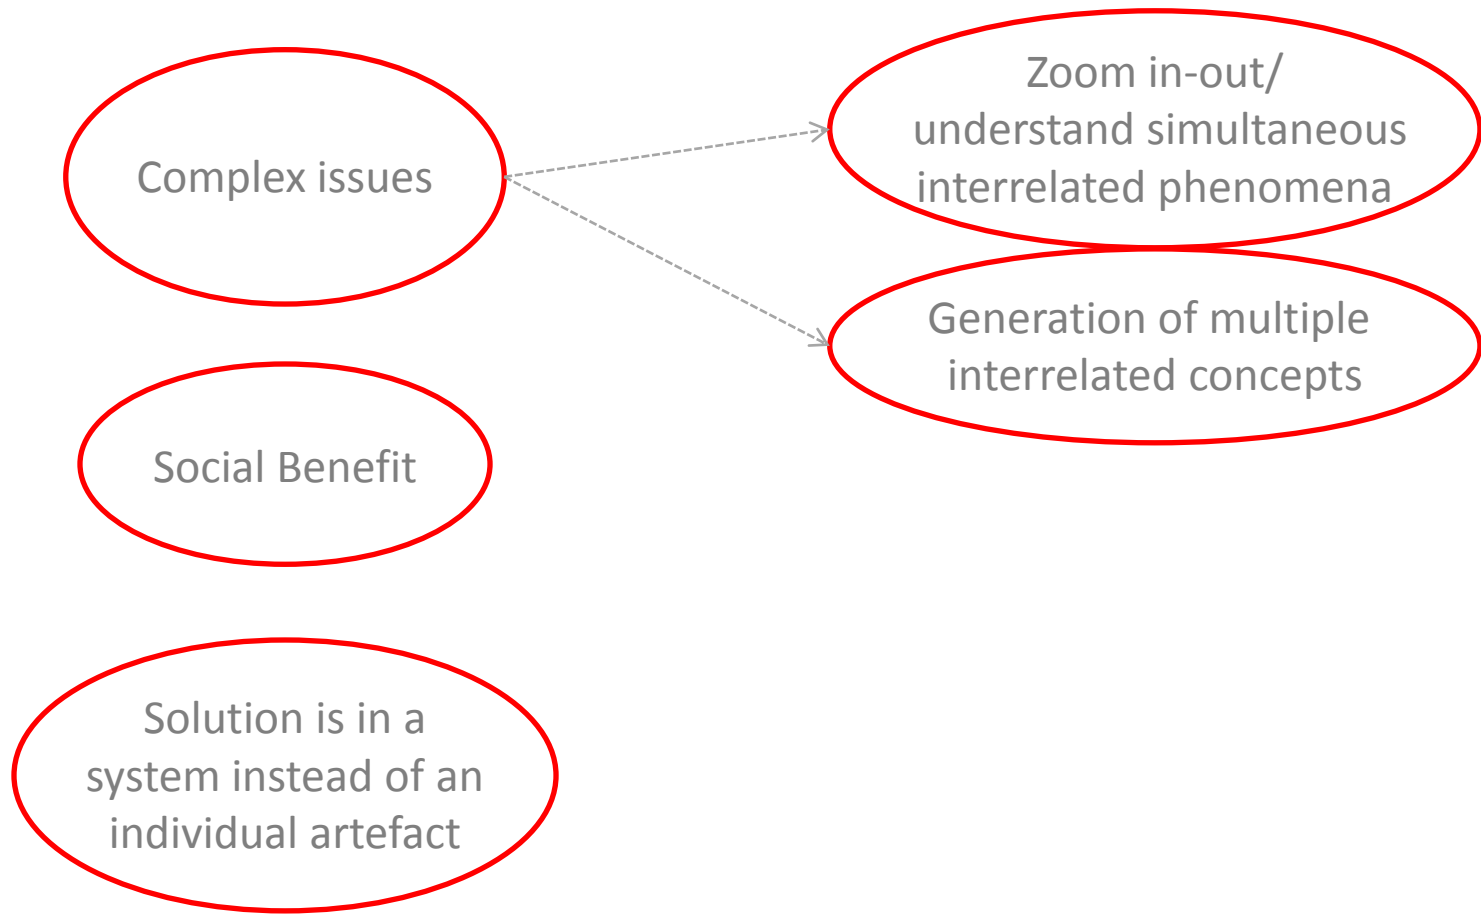 Complex issues
Zoom in-out/
understand simultaneous
interrelated phenomena
Generation of multiple
interrelated concepts
Social Benefit
Solution is in a
system instead of an
individual artefact